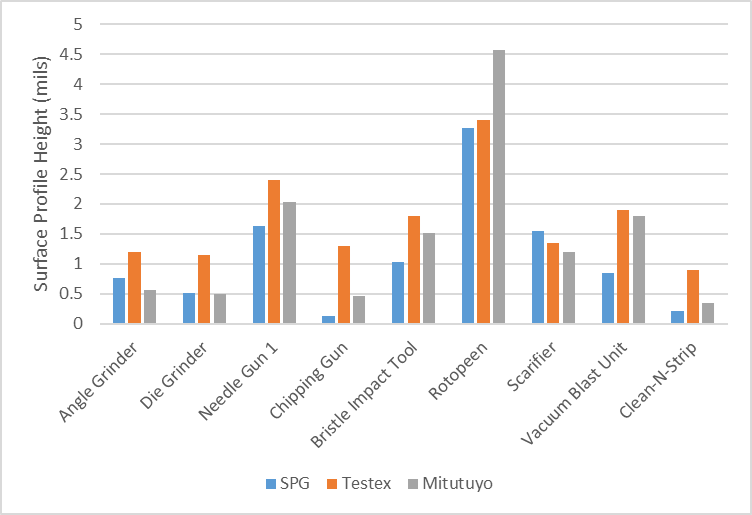 Surface Profile Height (mils)
5
4.5
4
3.5
3
2.5
2
1.5
1
0.5
0
Angle Grinder
Die Grinder
Needle Gun 1
Chipping Gun
Bristle Impact Tool
Rotopeen
Scarifier
Vacuum Blast Unit
Clean-N-Strip
SPG Testex Mitutuyo